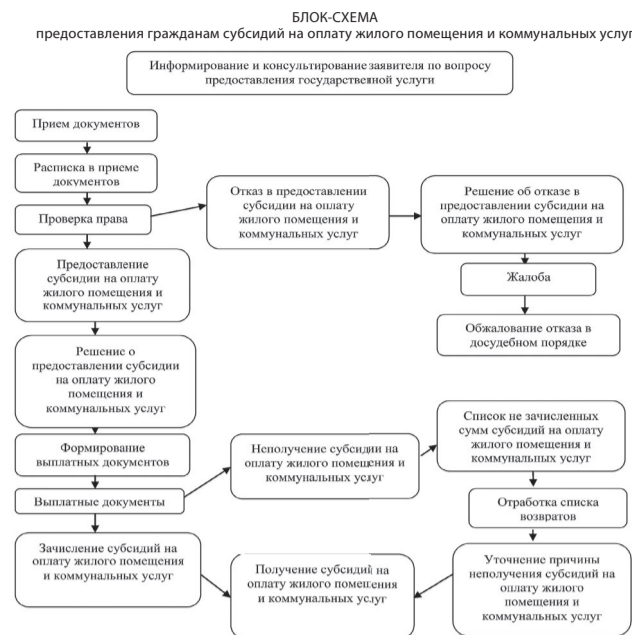 БЛОК-СХЕМА
предоставления гражданам субсидий на оплату жилого помещения и коммунальных услуг
Информирование и консультирование заявителя по вопросу
предоставления государственной услуги
Прием документов
Расписка в приеме
документов
Проверка права
Отказ в предоставлении
субсидии на оплату
жилого помещения и
коммунальных услуг
Решение об отказе в
предоставлении субсидии на
оплату жилого помещения и
коммунальных услуг
Предоставление
субсидии на оплату
жилого помещения и
коммунальных услуг
Жалоба
Обжалование отказа в
досудебном порядке
Решение о
предоставлении субсидии
на оплату жилого
помещения и
коммунальных услуг
Формирование
выплатных документов
Неполучение субсидии на
оплату жилого помещения и
коммунальных услуг
Список не зачисленных
сумм субсидий на оплату
жилого помещения и
коммунальных услуг
Выплатные документы
Отработка списка
возвратов
Зачисление субсидий на
оплату жилого помещения
и коммунальных услуг
Получение субсидий на
оплату жилого помещения
и коммунальных услуг
Уточнение причины
неполучения субсидий на
оплату жилого
помещения и
коммунальных услуг